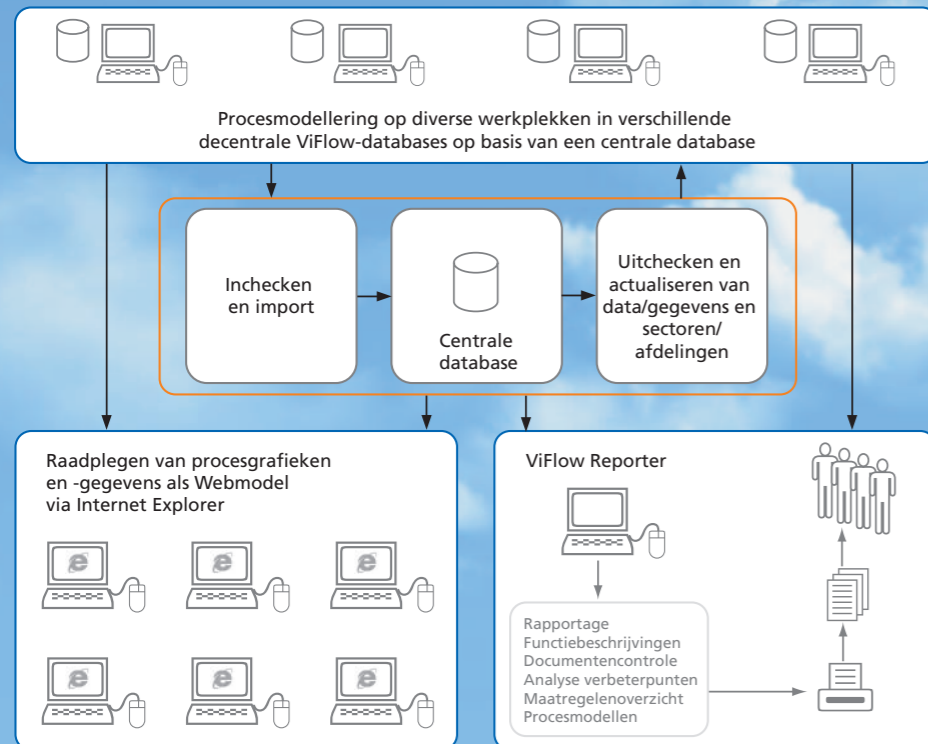 Procesmodellering op diverse werkplekken in verschillende
decentrale ViFlow-databases op basis van een centrale database
Inchecken
en import
Centrale
database
Uitchecken en
actualiseren van
data/gegevens en
sectoren/
afdelingen
Raadplegen van procesgrafieken
en -gegevens als Webmodel
via Internet Explorer
ViFlow Reporter
Rapportage
Functiebeschrijvingen
Documentencontrole
Analyse verbeterpunten
Maatregelenoverzicht
Procesmodellen